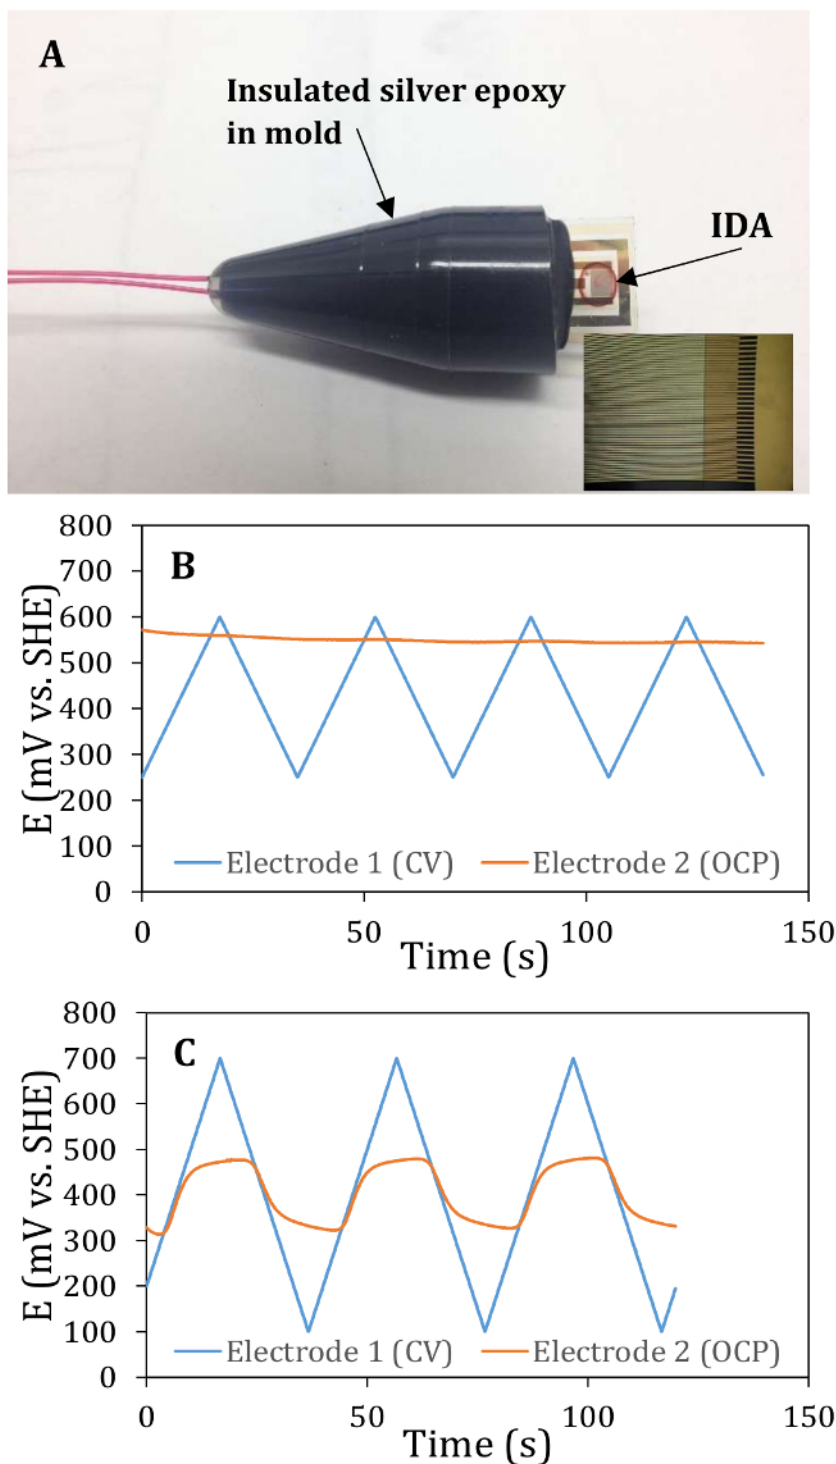 A
Insulated silver epoxy
in mold
IDA
B
E (mV vs. SHE)
800
700
600
500
400
300
200
100
0
Electrode 1 (CV)
Electrode 2 (OCP)
0
50
100
150
Time (s)
C
E (mV vs. SHE)
800
700
600
500
400
300
200
100
0
Electrode 1 (CV)
Electrode 2 (OCP)
0
50
100
150
Time (s)